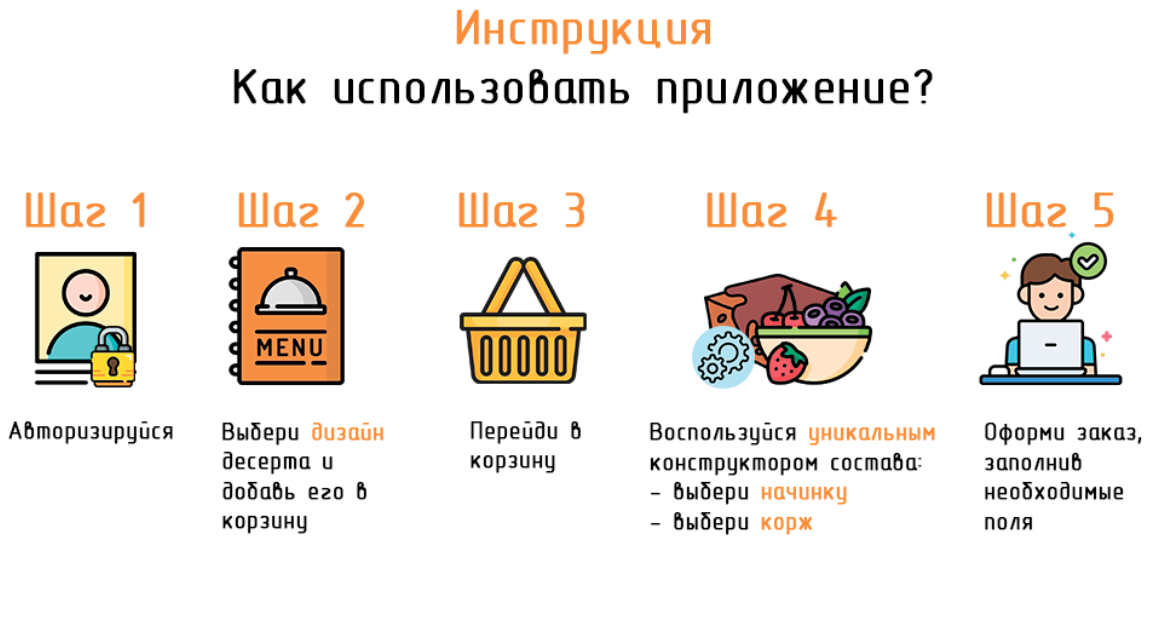 Инструкция
Как использовать приложение?
Шаг 1
Шаг 2
Шаг 3
Шаг 4
Шаг 5
MENU
Авторизируйся
Выбери дизайн
десерта и
добавь его в
корзину
Перейди в
корзину
Воспользуйся уникальным
конструктором состава:
- выбери начинку
- выбери корж
Оформи заказ,
заполнив
необходимые
поля